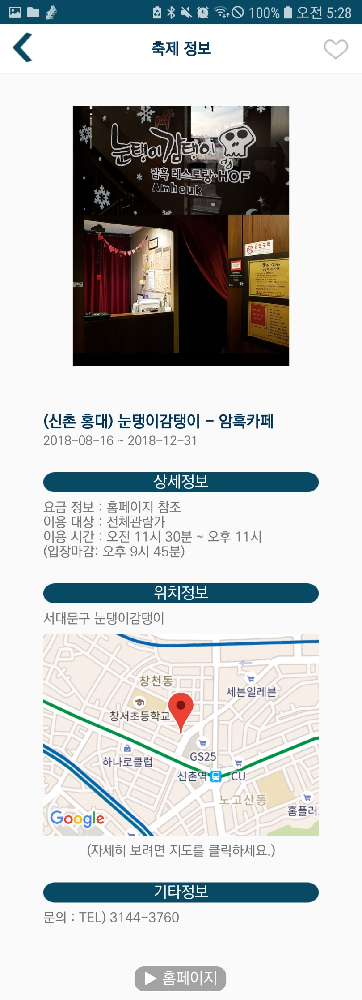 100% 오전 5:28
축제 정보
눈탱이감탱이
암흑 레스토랑·HOF
Amheuk
금연구역
CCTV
눈탱이 감탱이
(신촌 홍대) 눈탱이감탱이 - 암흑카페
2018-08-16 ~ 2018-12-31
상세정보
요금 정보 : 홈페이지 참조
이용 대상 : 전체관람가
이용 시간 : 오전 11시 30분 ~ 오후 11시
(입장마감: 오후 9시 45분)
위치정보
서대문구 눈탱이감탱이
창천동
세븐일레븐
창서초등학교
GS25
하나로클럽
신촌역 CU
노고산동
홈플러
Google
(자세히 보려면 지도를 클릭하세요.)
기타정보
문의 : TEL) 3144-3760
▶ 홈페이지